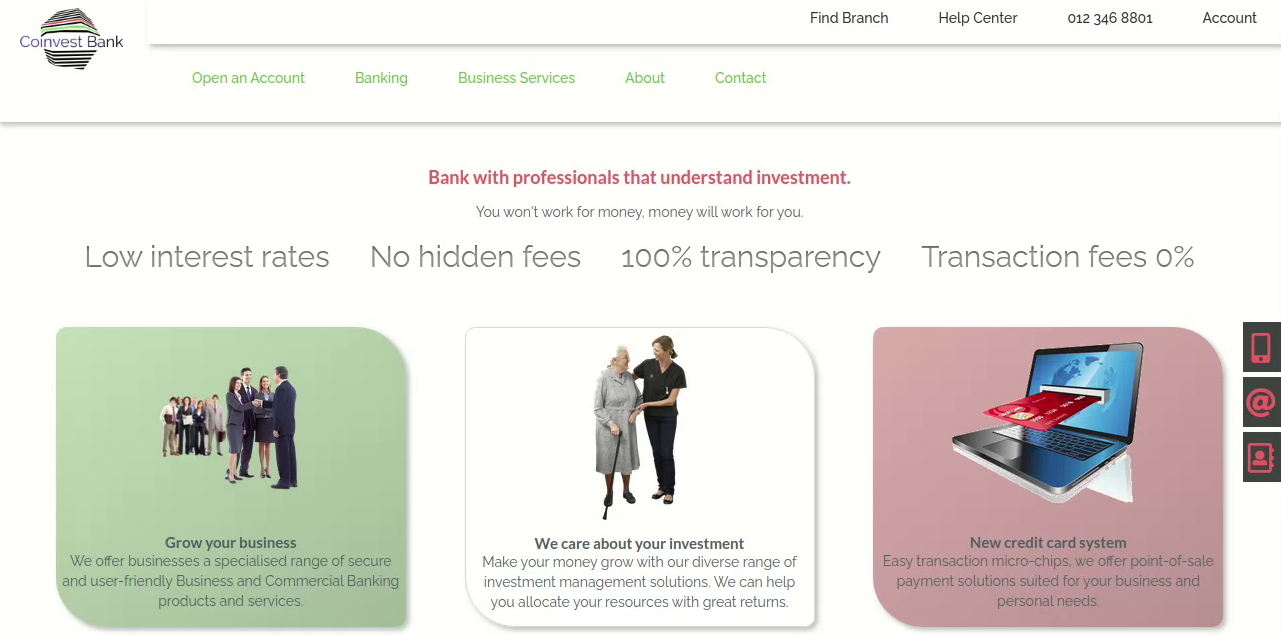 Coinvest Bank
Find Branch
Help Center
012 346 8801
Account
Open an Account
Banking
Business Services
About
Contact
Bank with professionals that understand investment.
You won't work for money, money will work for you.
Low interest rates
No hidden fees
100% transparency
Transaction fees 0%
Grow your business
We offer businesses a specialised range of secure
and user-friendly Business and Commercial Banking
products and services.
We care about your investment
Make your money grow with our diverse range of
investment management solutions. We can help
you allocate your resources with great returns.
New credit card system
Easy transaction micro-chips, we offer point-of-sale
payment solutions suited for your business and
personal needs.